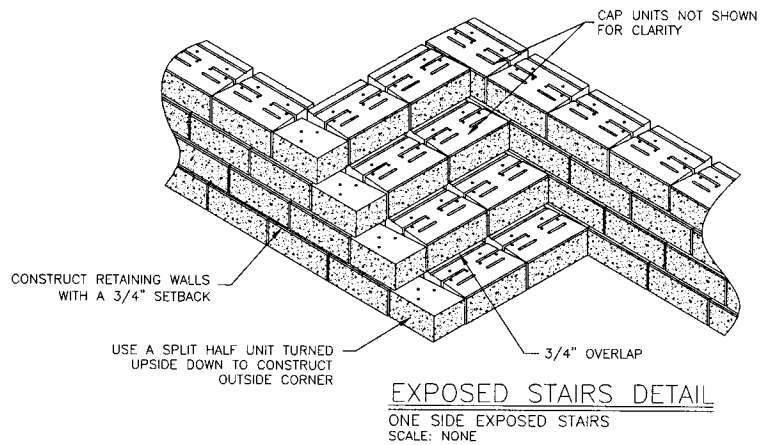 CAP UNITS NOT SHOWN
FOR CLARITY
CONSTRUCT RETAINING WALLS
WITH A 3/4" SETBACK
USE A SPLIT HALF UNIT TURNED
UPSIDE DOWN TO CONSTRUCT
OUTSIDE CORNER
3/4" OVERLAP
EXPOSED STAIRS DETAIL
ONE SIDE EXPOSED STAIRS
SCALE: NONE